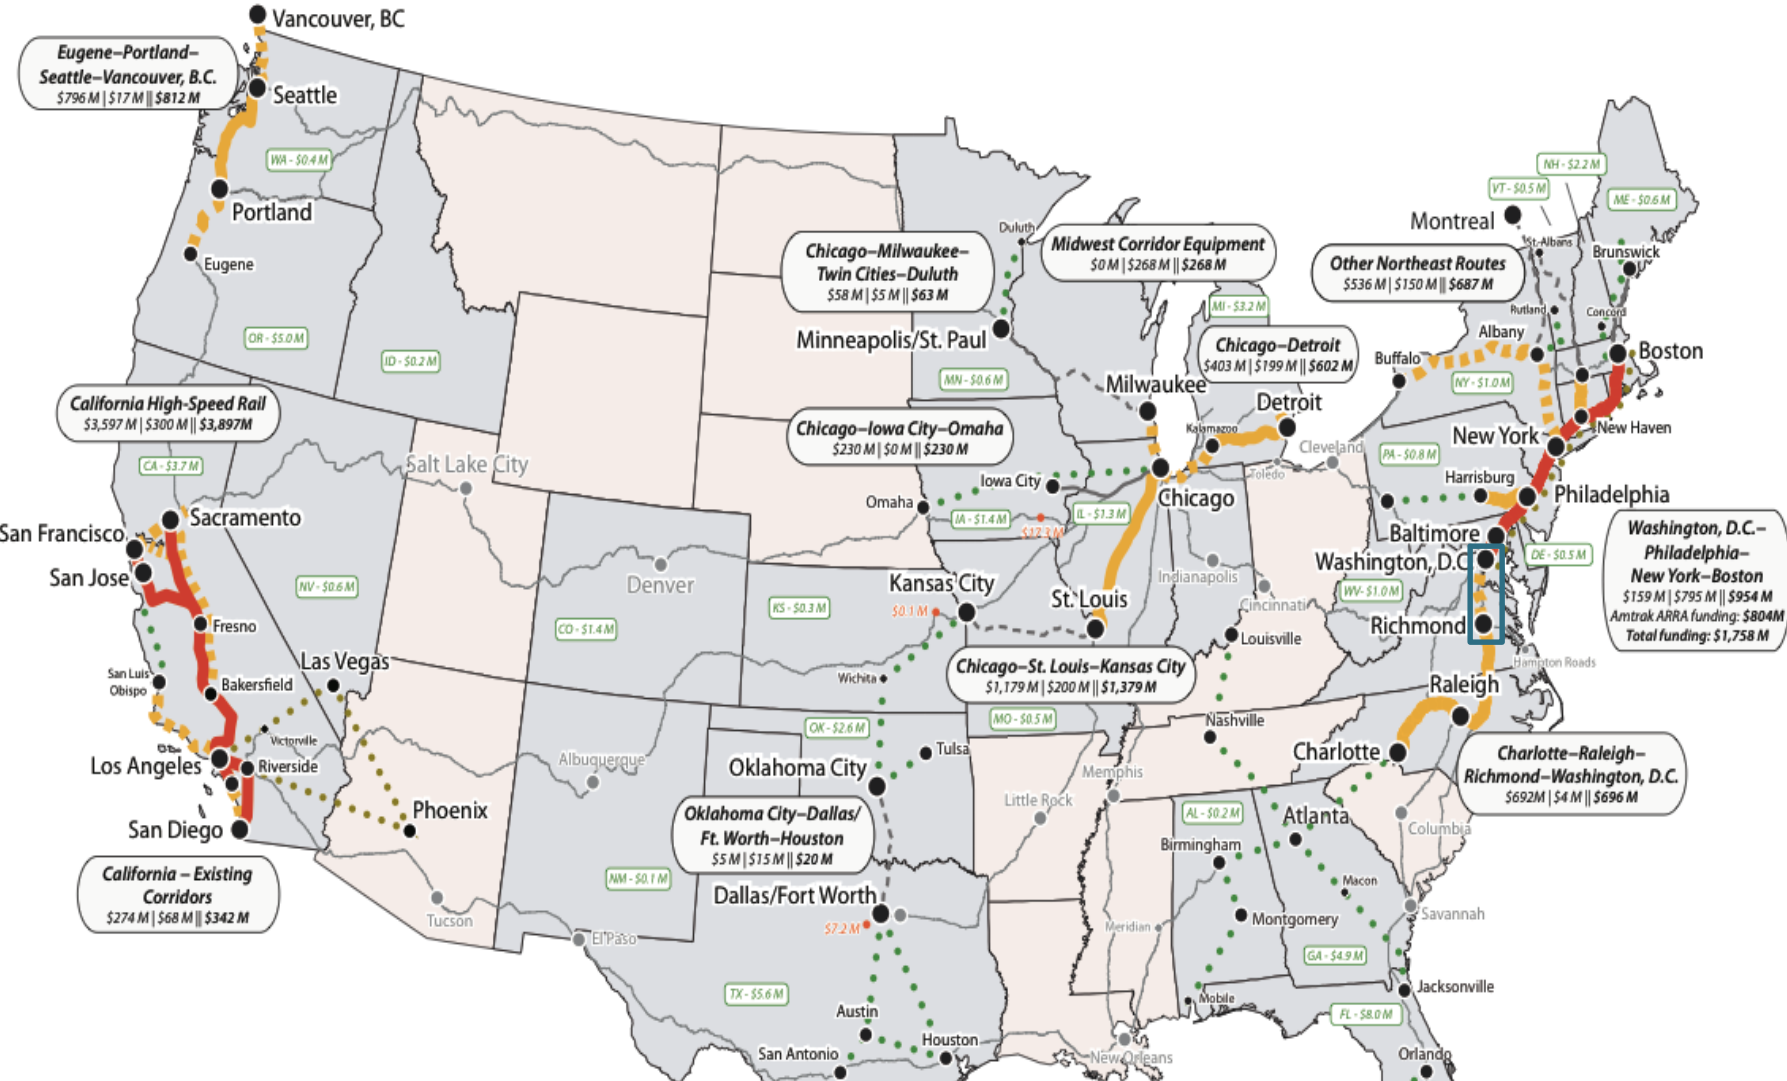 Vancouver, BC
Eugene–Portland–
Seattle–Vancouver, B.C.
$796 M | $17 M || $812 M
Seattle
WA - $0.4 M
Portland
Eugene
OR - $5.0 M
ID - $0.2 M
California High-Speed Rail
$3,597 M | $300 M || $3,897M
CA - $3.7 M
Salt Lake City
Sacramento
San Francisco
San Jose
NV - $0.6 M
Fresno
Las Vegas
San Luis
Obispo
Bakersfield
Victorville
Los Angeles
Riverside
Phoenix
San Diego
California – Existing
Corridors
$274 M | $68 M || $342 M
Tucson
El Paso
Denver
CO - $1.4 M
Albuquerque
NM - $0.1 M
Duluth
Chicago–Milwaukee–
Twin Cities–Duluth
$58 M | $5 M || $63 M
Minneapolis/St. Paul
MN - $0.6 M
Midwest Corridor Equipment
$0 M | $268 M || $268 M
MI - $3.2 M
Chicago–Detroit
$403 M | $199 M || $602 M
Milwaukee
Detroit
Kalamazoo
Chicago–Iowa City–Omaha
$230 M | $0 M || $230 M
Cleveland
Toledo
Iowa City
Omaha
Chicago
IA - $1.4 M
$17.3 M
IL - $1.3 M
Indianapolis
Cincinnati
Kansas City
KS - $0.3 M
$0.1 M
St. Louis
Louisville
Wichita
Chicago–St. Louis–Kansas City
$1,179 M | $200 M || $1,379 M
MO - $0.5 M
Nashville
OK - $2.6 M
Tulsa
Oklahoma City
Memphis
Little Rock
Oklahoma City–Dallas/
Ft. Worth–Houston
$5 M | $15 M || $20 M
Dallas/Fort Worth
$7.2 M
TX - $5.6 M
Austin
San Antonio
Houston
New Orleans
AL - $0.2 M
Atlanta
Birmingham
Macon
Montgomery
Meridian
Savannah
GA - $4.9 M
Mobile
Jacksonville
FL - $8.0 M
Orlando
NH - $2.2 M
VT - $0.5 M
ME - $0.6 M
Montreal
St. Albans
Brunswick
Other Northeast Routes
$536 M | $150 M || $687 M
Rutland
Concord
Albany
Buffalo
Boston
NY - $1.0 M
New Haven
New York
PA - $0.8 M
Harrisburg
Philadelphia
Baltimore
Washington, D.C
DE - $0.5 M
WV- $1.0 M
Richmond
Washington, D.C.–
Philadelphia–
New York–Boston
$159 M | $795 M || $954 M
Amtrak ARRA funding: $804M
Total funding: $1,758 M
Hampton Roads
Raleigh
Charlotte
Charlotte–Raleigh–
Richmond–Washington, D.C.
$692M | $4 M || $696 M
Columbia